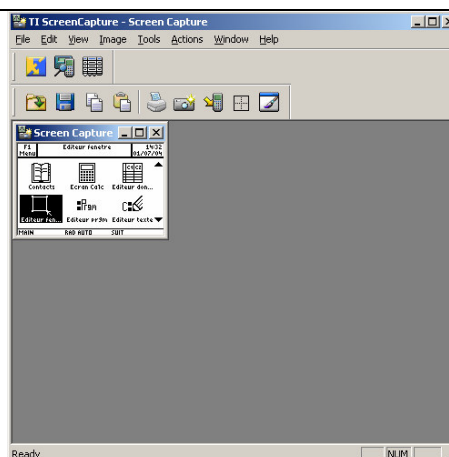 TI ScreenCapture - Screen Capture
File Edit View Image Tools Actions Window Help
Screen Capture
F1 Editeur fenetre 14:32
Menu 01/07/04
Contacts Ecran Calc Editeur don...
Editeur fen... Editeur pr9m Editeur texte
MAIN RAD AUTO SUIT
Ready NUM